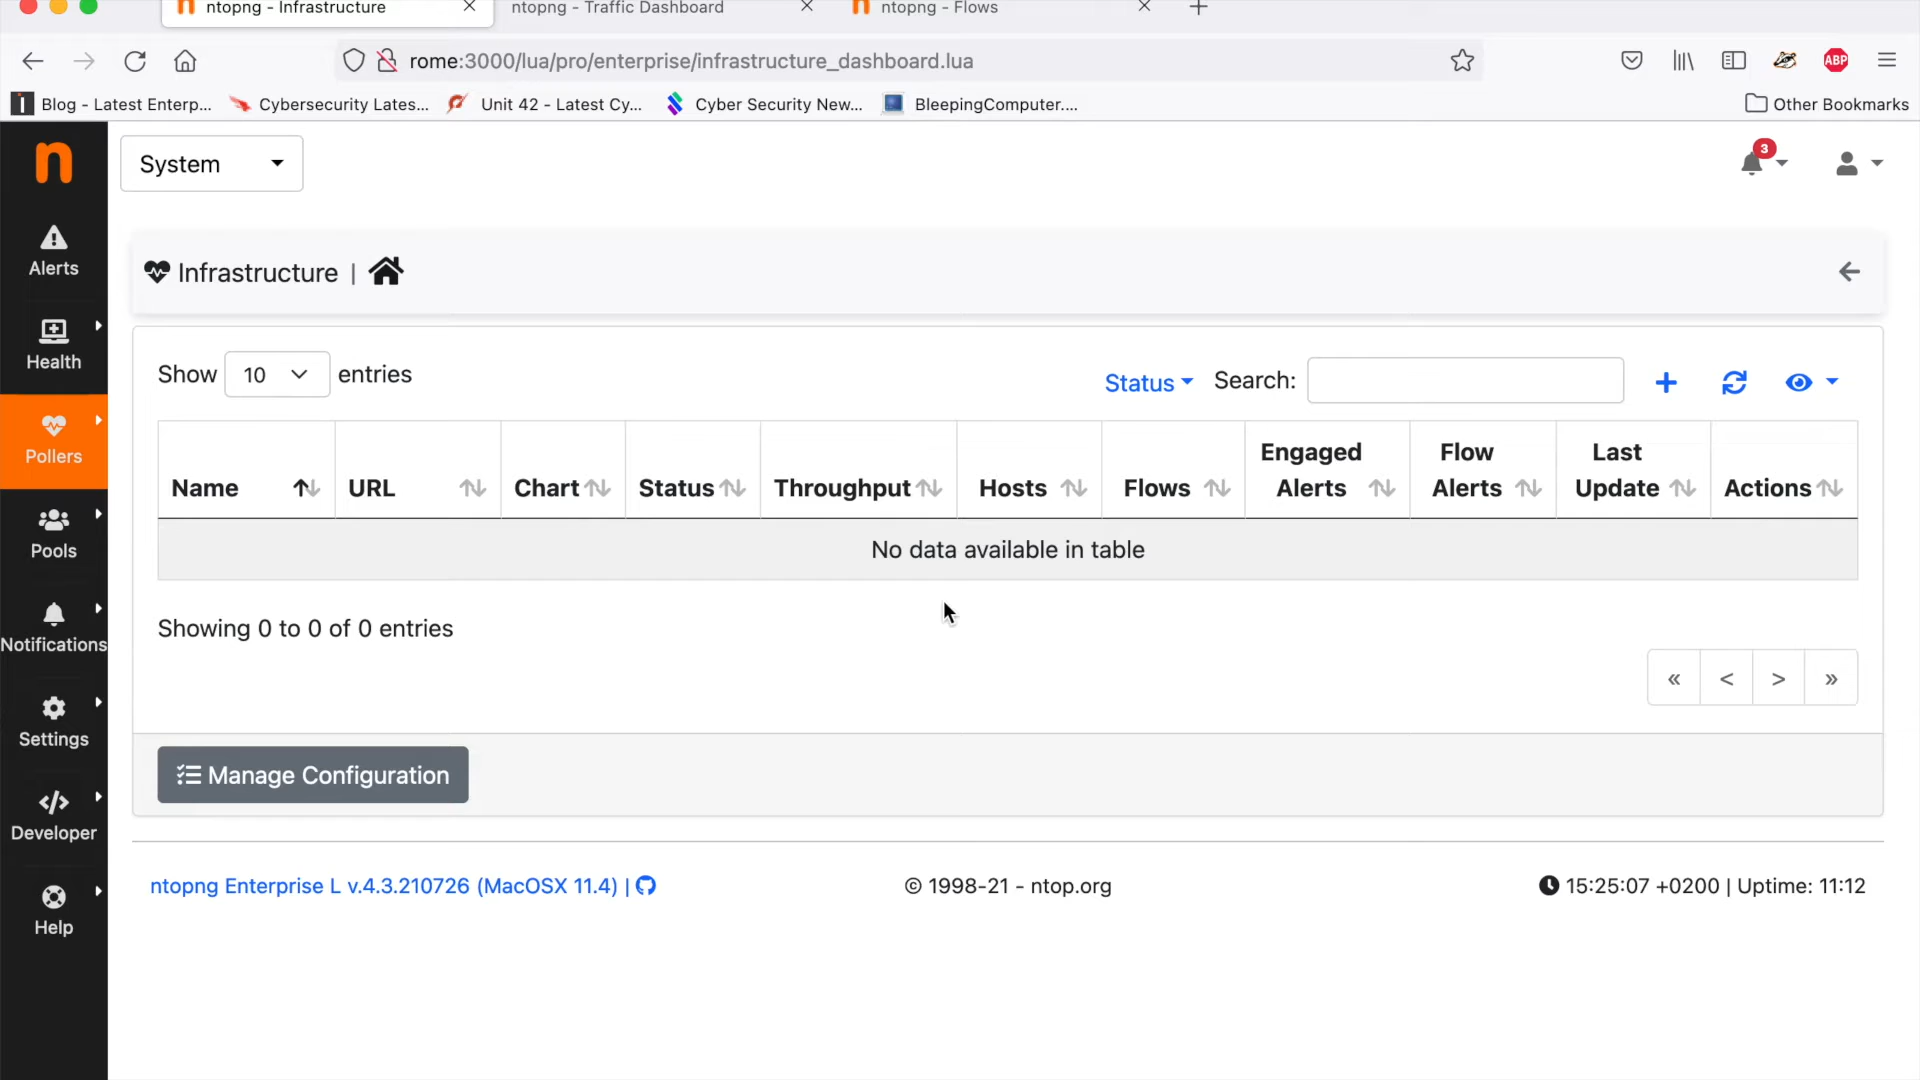 ntopng - Infrastructure
ntopng - Traffic Dashboard
ntopng - Flows
rome:3000/lua/pro/enterprise/infrastructure_dashboard.lua
ABP
Blog - Latest Enterp...
Cybersecurity Lates...
Unit 42 - Latest Cy...
Cyber Security New...
BleepingComputer....
Other Bookmarks
n
System
3
Alerts
Health
Pollers
Pools
Notifications
Settings
Developer
Help
Infrastructure |
Show 10 entries
Status
Search:
Name
URL
Chart
Status
Throughput
Hosts
Flows
Engaged
Alerts
Flow
Alerts
Last
Update
Actions
No data available in table
Showing 0 to 0 of 0 entries
« < > »
Manage Configuration
ntopng Enterprise L v.4.3.210726 (MacOSX 11.4) |
© 1998-21 - ntop.org
15:25:07 +0200 | Uptime: 11:12